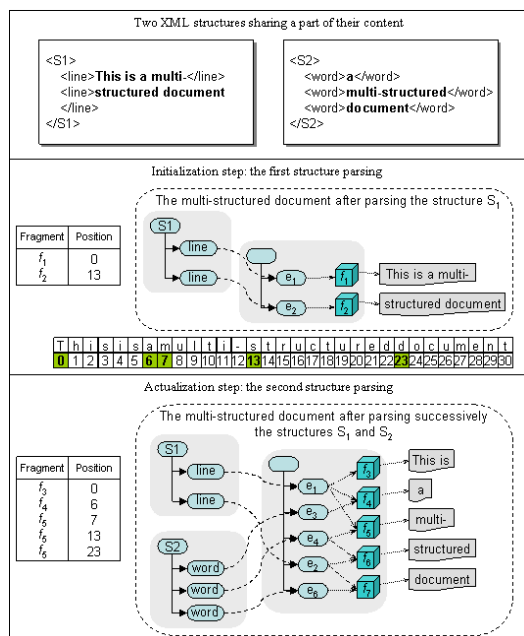 Two XML structures sharing a part of their content
<S1>
<line>This is a multi-</line>
<line>structured document
</line>
</S1>
<S2>
<word>a</word>
<word>multi-structured</word>
<word>document</word>
</S2>
Initialization step: the first structure parsing
The multi-structured document after parsing the structure S1
Fragment Position
f1 0
f2 13
S1
line
line
e1
e2
f1
f2
This is a multi-
structured document
T h i s i s a m u l t i - s t r u c t u r e d d o c u m e n t
0 1 2 3 4 5 6 7 8 9 10 11 12 13 14 15 16 17 18 19 20 21 22 23 24 25 26 27 28 29 30
Actualization step: the second structure parsing
The multi-structured document after parsing successively
the structures S1 and S2
Fragment Position
f3 0
f4 6
f5 7
f5 13
f5 23
S1
line
line
S2
word
word
word
e1
e3
e4
e2
e6
f3
f4
f5
f6
f7
This is
a
multi-
structured
document